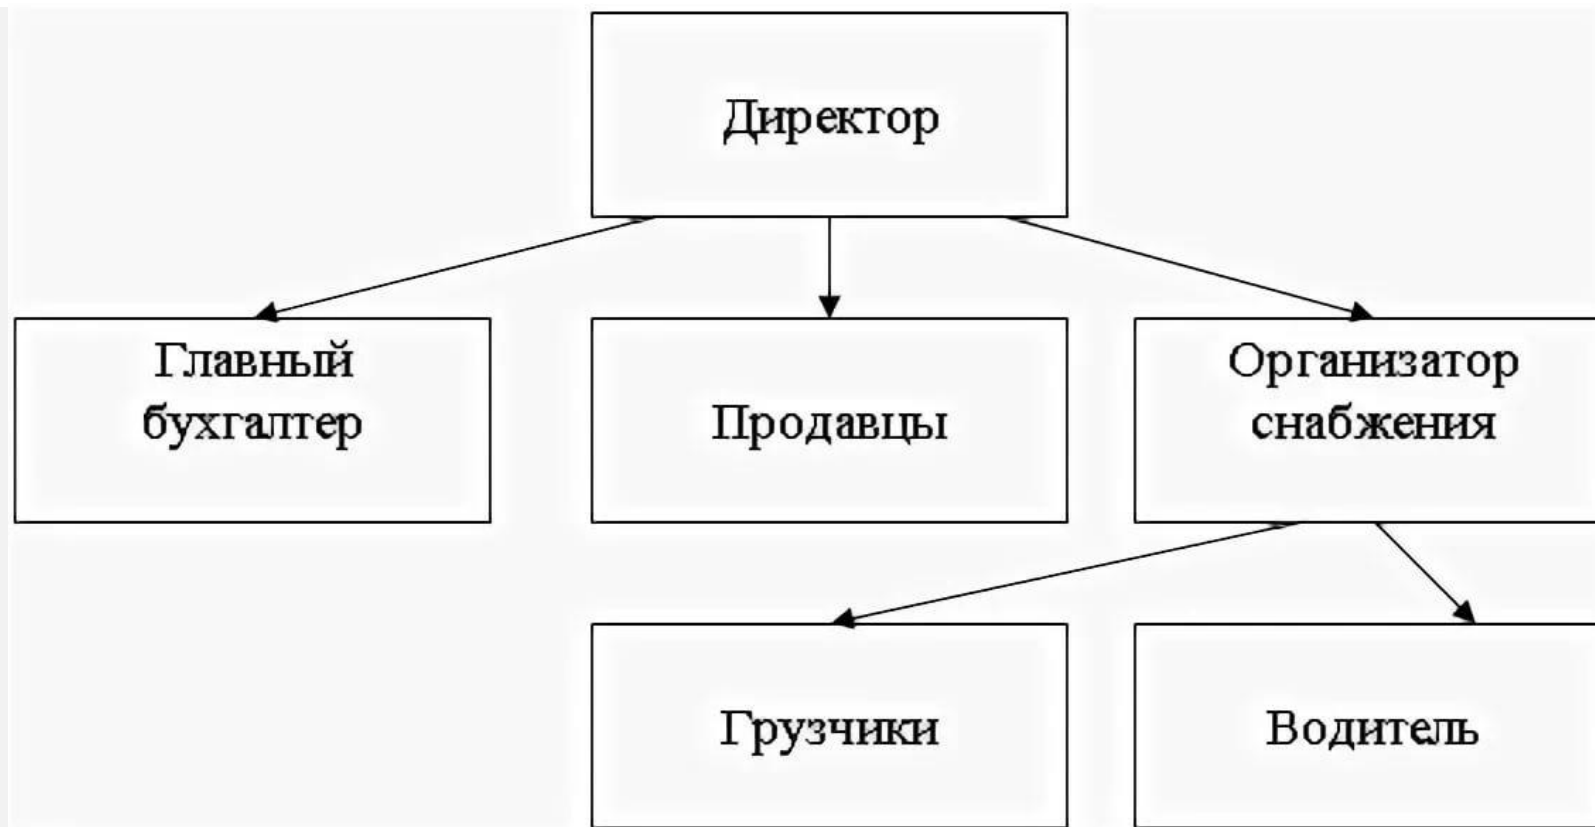 Директор
Главный
бухгалтер
Продавцы
Организатор
снабжения
Грузчики
Водитель